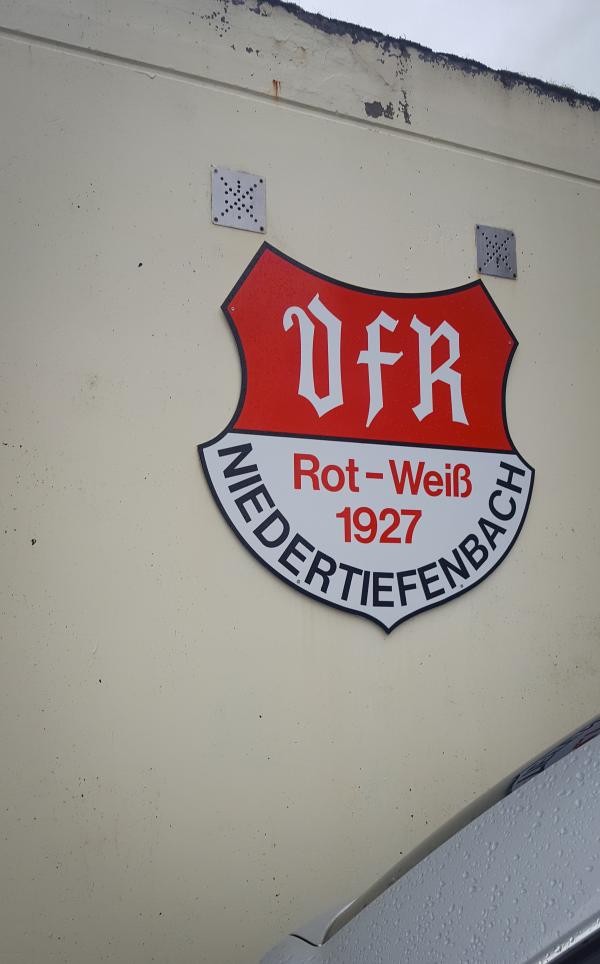 VfR
Rot-Weiß
1927
NIEDERTIEFENBACH